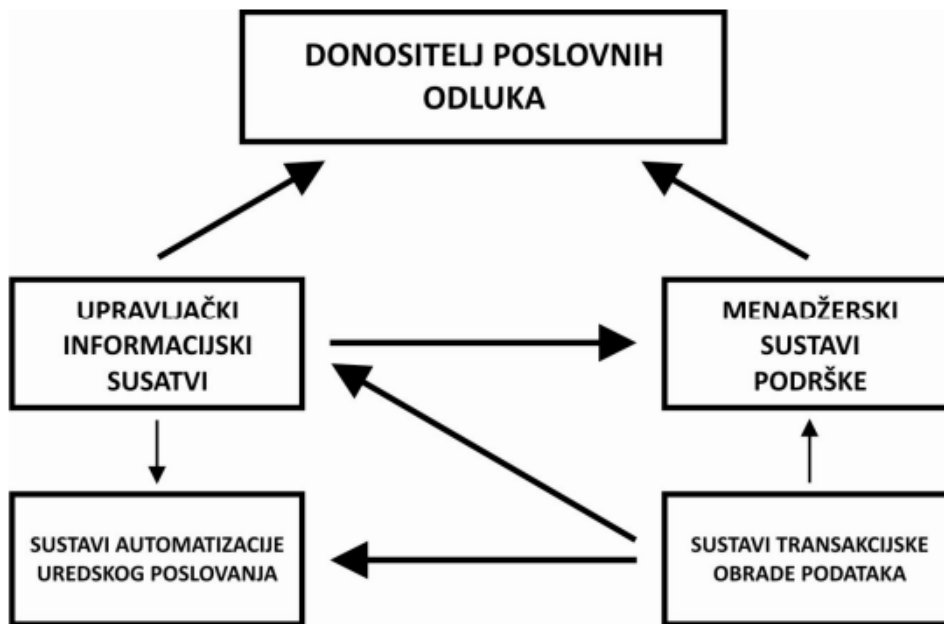 DONOSITELJ POSLOVNIH
ODLUKA
UPRAVLJAČKI
INFORMACIJSKI
SUSATVI
MENADŽERSKI
SUSTAVI
PODRŠKE
SUSTAVI AUTOMATIZACIJE
UREDSKOG POSLOVANJA
SUSTAVI TRANSAKCIJSKE
OBRADE PODATAKA